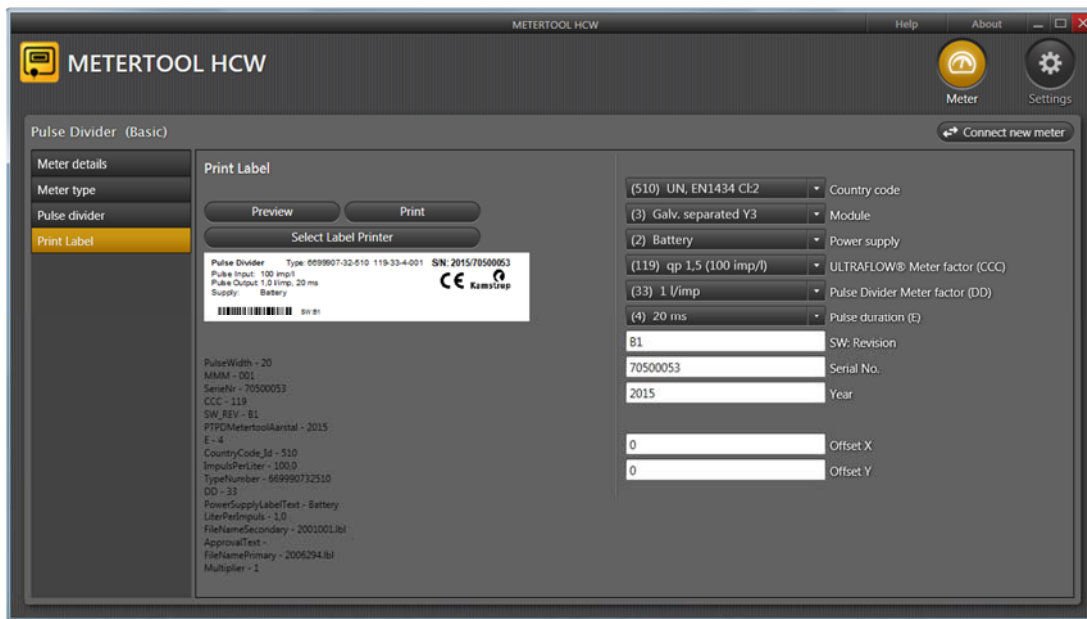 METERTOOL HCW
Help
About
METERTOOL HCW
Meter
Settings
Pulse Divider (Basic)
Connect new meter
Meter details
Meter type
Pulse divider
Print Label
Print Label
Preview
Print
Select Label Printer
Pulse Divider Type: 6699907-32-510 119-33-4-001 S/N: 2015/70500053
Pulse Input: 100 imp/l
Pulse Output: 1,0 l/imp, 20 ms
Supply: Battery
CE Kamstrup
SW:B1
PulseWidth - 20
MMM - 001
SerieNr - 70500053
CCC - 119
SW_REV - B1
PTPDMetertoolAarstal - 2015
E - 4
CountryCode_Id - 510
ImpulsPerLiter - 100,0
TypeNumber - 669990732510
DD - 33
PowerSupplyLabelText - Battery
LiterPerImpuls - 1,0
FileNameSecondary - 2001001.lbl
ApprovalText -
FileNamePrimary - 2006294.lbl
Multiplier - 1
(510) UN, EN1434 Cl:2 Country code
(3) Galv. separated Y3 Module
(2) Battery Power supply
(119) qp 1,5 (100 imp/l) ULTRAFLOW® Meter factor (CCC)
(33) 1 l/imp Pulse Divider Meter factor (DD)
(4) 20 ms Pulse duration (E)
B1 SW: Revision
70500053 Serial No.
2015 Year
0 Offset X
0 Offset Y